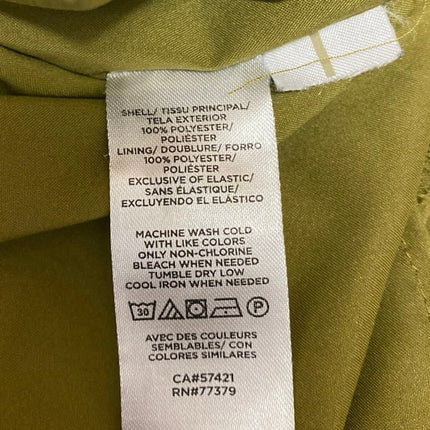 SHELL/ TISSU PRINCIPAL/
TELA EXTERIOR
100% POLYESTER/
POLIÉSTER
LINING/ DOUBLURE/ FORRO
100% POLYESTER/
POLIÉSTER
EXCLUSIVE OF ELASTIC/
SANS ÉLASTIQUE/
EXCLUYENDO EL ELÁSTICO
MACHINE WASH COLD
WITH LIKE COLORS
ONLY NON-CHLORINE
BLEACH WHEN NEEDED
TUMBLE DRY LOW
COOL IRON WHEN NEEDED
30 P
AVEC DES COULEURS
SEMBLABLES/ CON
COLORES SIMILARES
CA#57421
RN#77379